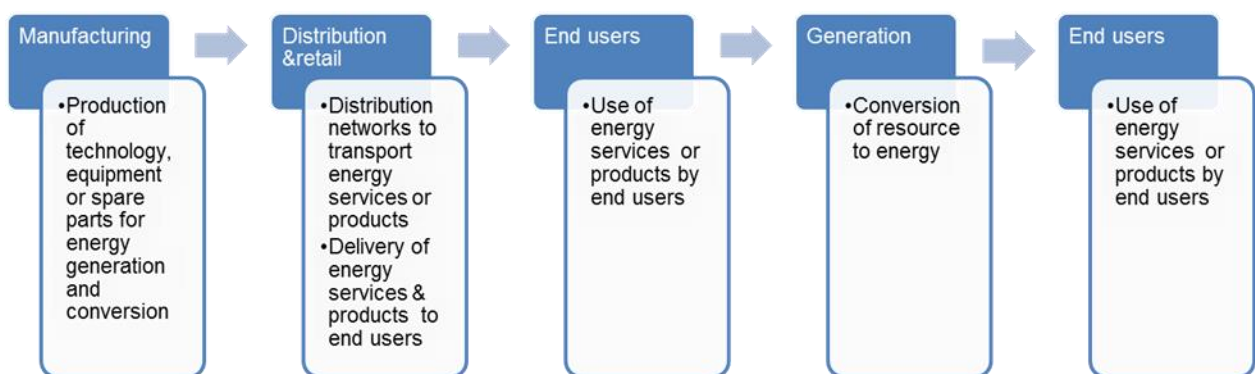 Manufacturing
•Production
of
technology,
equipment
or spare
parts for
energy
generation
and
conversion
Distribution
&retail
•Distribution
networks to
transport
energy
services or
products
•Delivery of
energy
services &
products to
end users
End users
•Use of
energy
services or
products by
end users
Generation
•Conversion
of resource
to energy
End users
•Use of
energy
services or
products by
end users